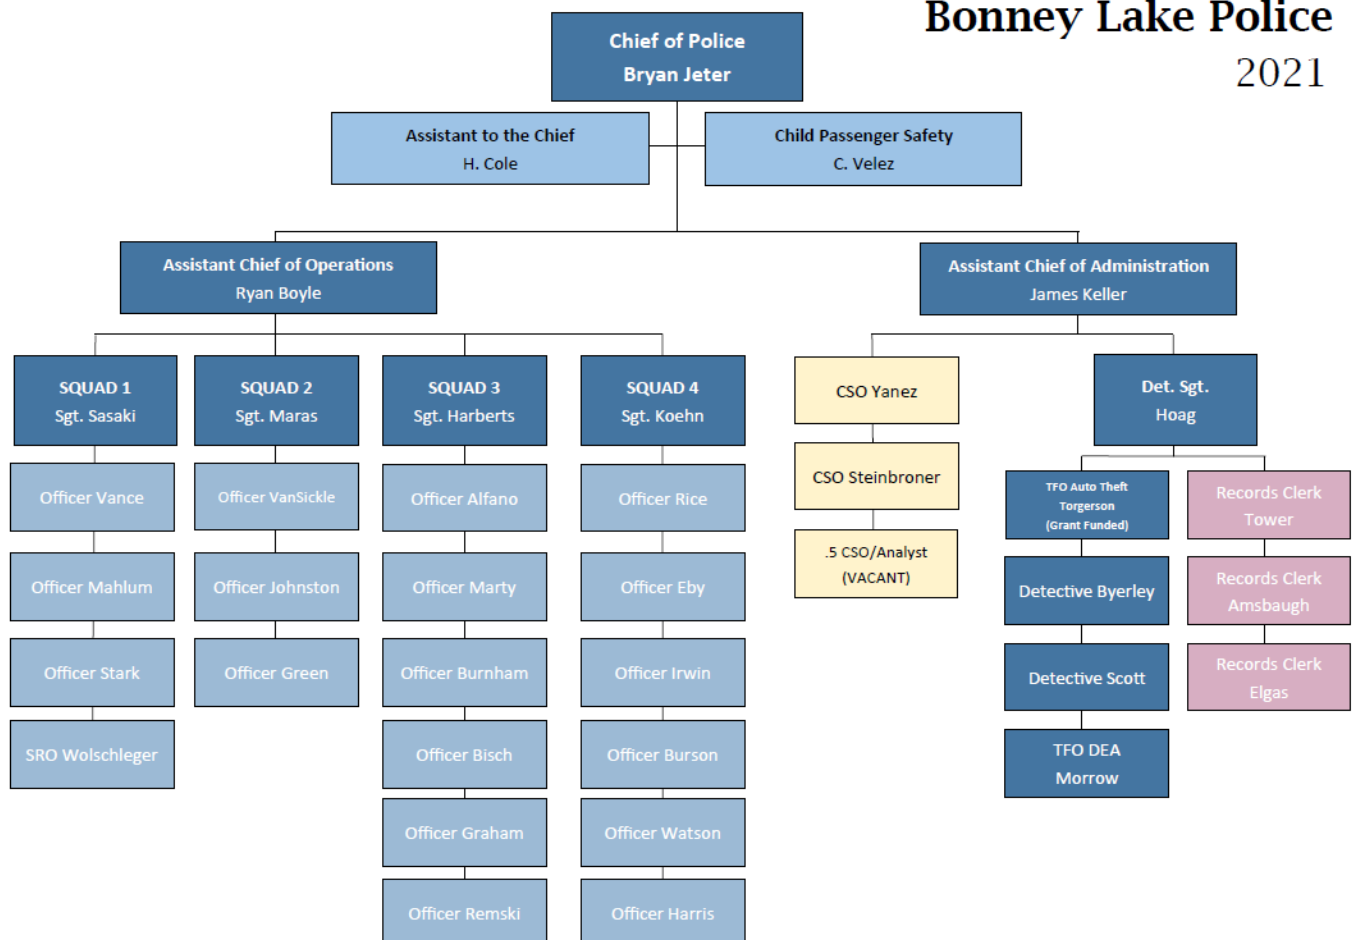 Bonney Lake Police
2021
Chief of Police
Bryan Jeter
Assistant to the Chief
H. Cole
Child Passenger Safety
C. Velez
Assistant Chief of Operations
Ryan Boyle
Assistant Chief of Administration
James Keller
SQUAD 1
Sgt. Sasaki
Officer Vance
Officer Mahlum
Officer Stark
SRO Wolschleger
SQUAD 2
Sgt. Maras
Officer VanSickle
Officer Johnston
Officer Green
SQUAD 3
Sgt. Harberts
Officer Alfano
Officer Marty
Officer Burnham
Officer Bisch
Officer Graham
Officer Remski
SQUAD 4
Sgt. Koehn
Officer Rice
Officer Eby
Officer Irwin
Officer Burson
Officer Watson
Officer Harris
CSO Yanez
CSO Steinbroner
.5 CSO/Analyst
(VACANT)
Det. Sgt.
Hoag
TFO Auto Theft
Torgerson
(Grant Funded)
Detective Byerley
Detective Scott
TFO DEA
Morrow
Records Clerk
Tower
Records Clerk
Amsbaugh
Records Clerk
Elgas